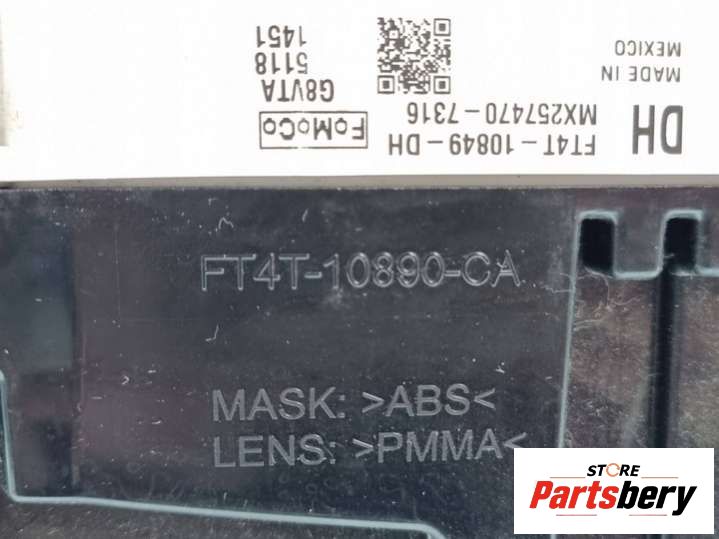 DH
FT4T-10849-DH
MX257470-7316
MADE IN
MEXICO
FoMoCo
G8VTA
5118
1451
FT4T-10890-CA
MASK: >ABS<
LENS: >PMMA<
STORE
Partsbery